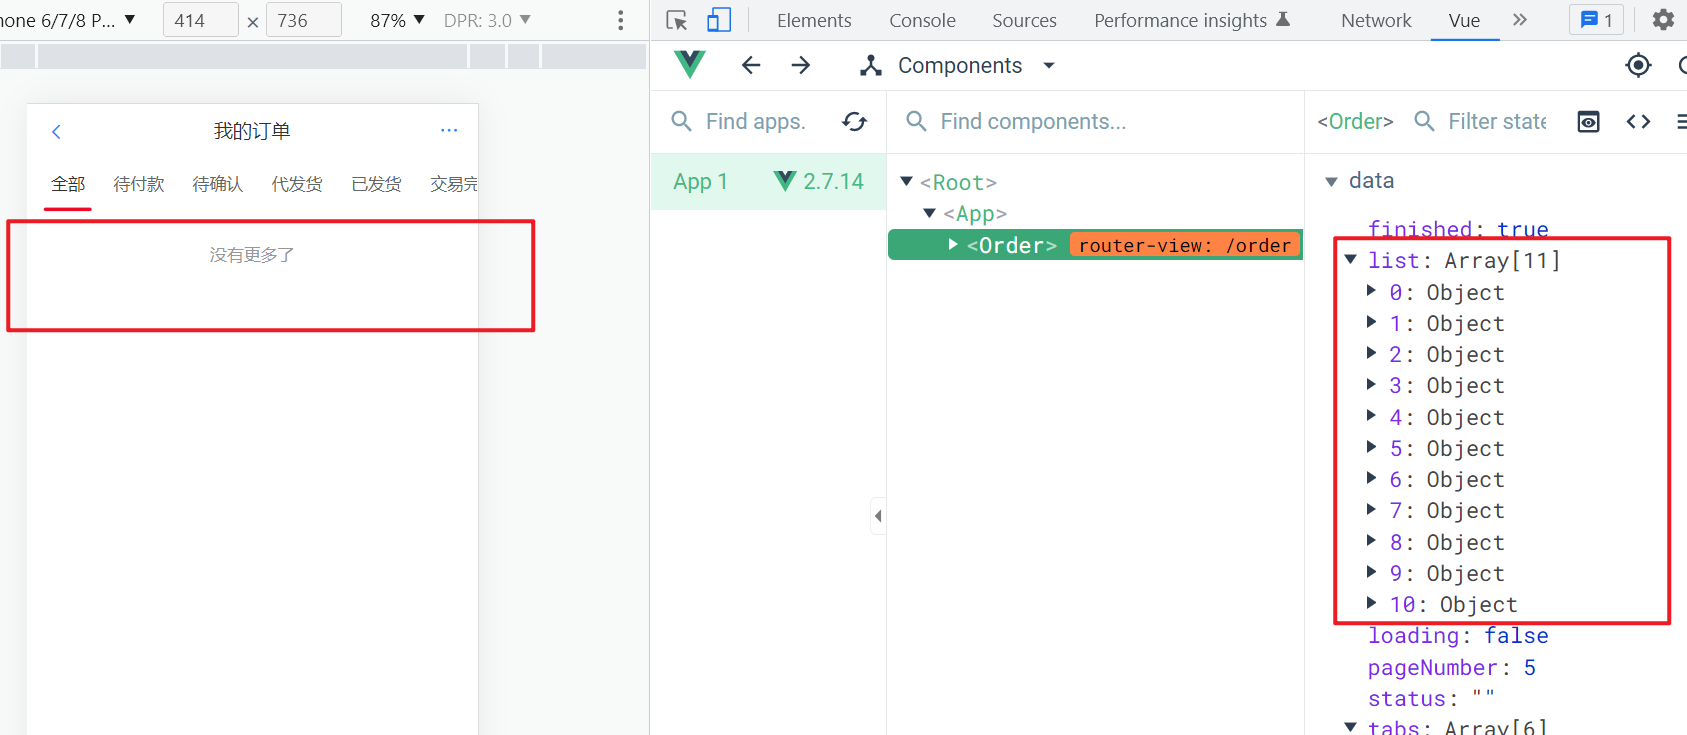 hone 6/7/8 P... ▼ 414 × 736 87% ▼ DPR: 3.0 ▼
Elements Console Sources Performance insights Network Vue » 1
Components
我的订单 ...
Find apps.
Find components...
<Order> Filter state
全部 待付款 待确认 代发货 已发货 交易完
App 1 2.7.14
<Root>
<App>
<Order> router-view: /order
没有更多了
data
finished: true
list: Array[11]
0: Object
1: Object
2: Object
3: Object
4: Object
5: Object
6: Object
7: Object
8: Object
9: Object
10: Object
loading: false
pageNumber: 5
status: ""
tabs: Array[6]